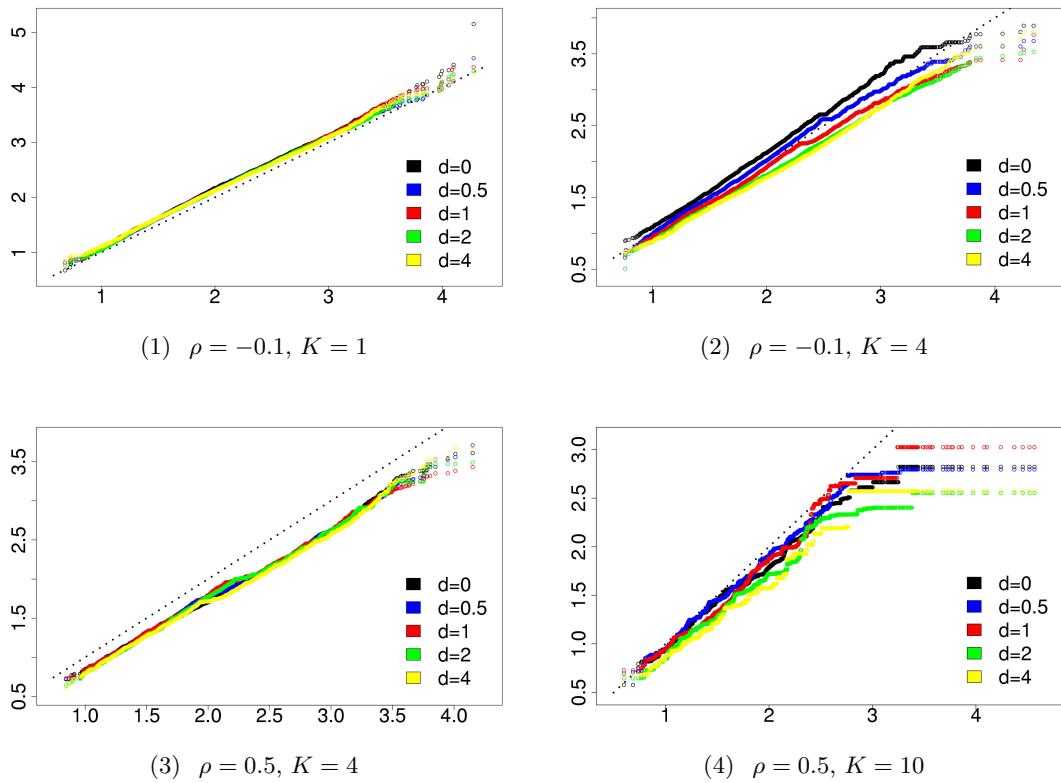 5
4
3
2
1
d=0
d=0.5
d=1
d=2
d=4
1 2 3 4
(1) ρ = −0.1, K = 1
3.5
2.5
1.5
0.5
d=0
d=0.5
d=1
d=2
d=4
1 2 3 4
(2) ρ = −0.1, K = 4
3.5
2.5
1.5
0.5
d=0
d=0.5
d=1
d=2
d=4
1.0 1.5 2.0 2.5 3.0 3.5 4.0
(3) ρ = 0.5, K = 4
3.0
2.5
2.0
1.5
1.0
0.5
d=0
d=0.5
d=1
d=2
d=4
1 2 3 4
(4) ρ = 0.5, K = 10